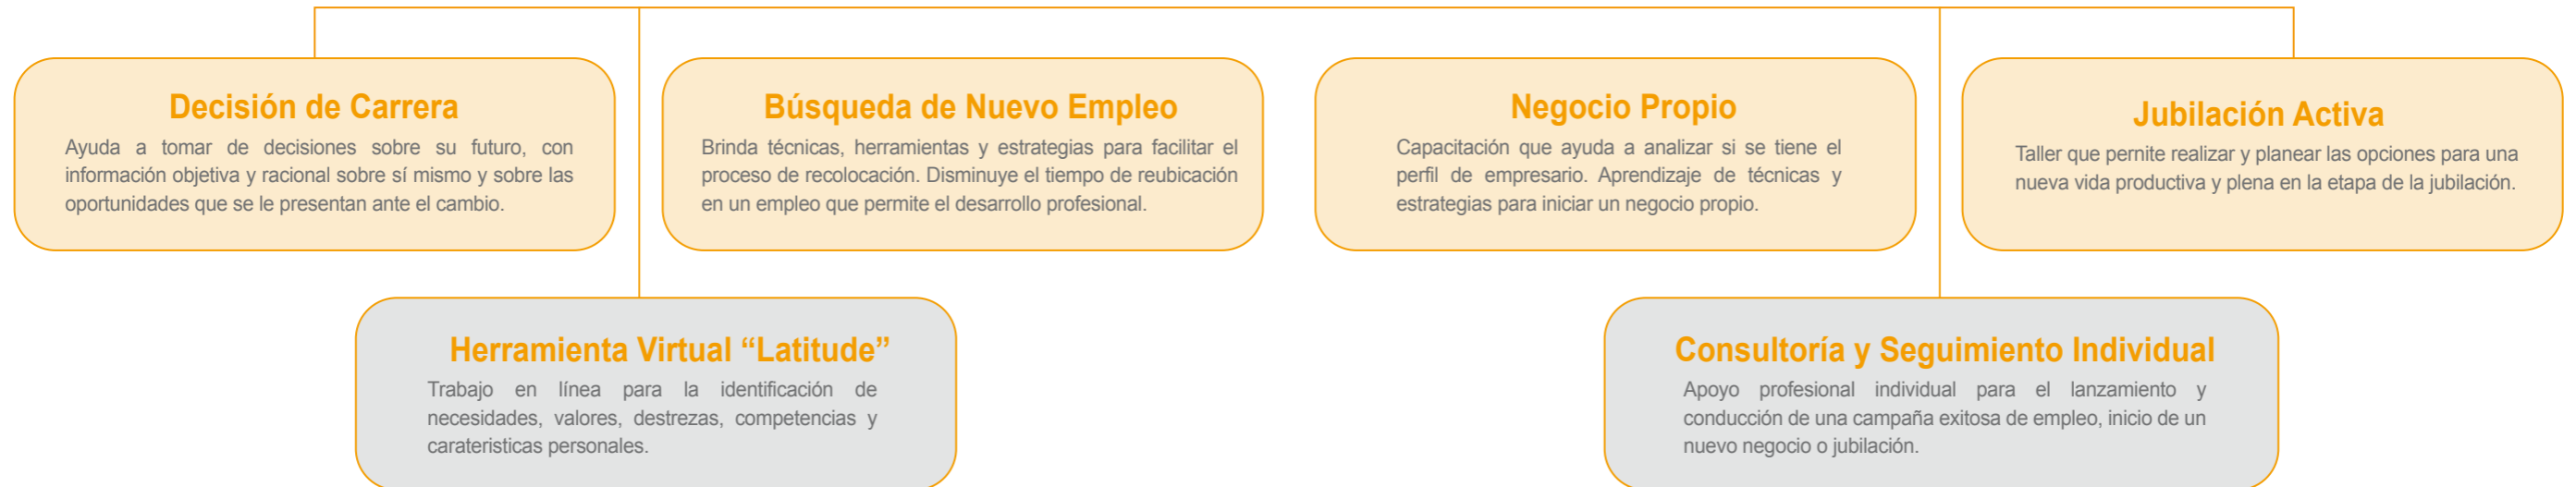 Decisión de Carrera
Ayuda a tomar de decisiones sobre su futuro, con
información objetiva y racional sobre sí mismo y sobre las
oportunidades que se le presentan ante el cambio.
Búsqueda de Nuevo Empleo
Brinda técnicas, herramientas y estrategias para facilitar el
proceso de recolocación. Disminuye el tiempo de reubicación
en un empleo que permite el desarrollo profesional.
Negocio Propio
Capacitación que ayuda a analizar si se tiene el
perfil de empresario. Aprendizaje de técnicas y
estrategias para iniciar un negocio propio.
Jubilación Activa
Taller que pernite realizar y planear las opciones para una
nueva vida productiva y plena en la etapa de la jubilación.
Herramienta Virtual “Latitude”
Trabajo en línea para la identificación de
necesidades, valores, destrezas, competencias y
carateristicas personales.
Consultoría y Seguimiento Individual
Apoyo profesional individual para el lanzamiento y
conducción de una campaña exitosa de empleo, inicio de un
nuevo negocio o jubilación.